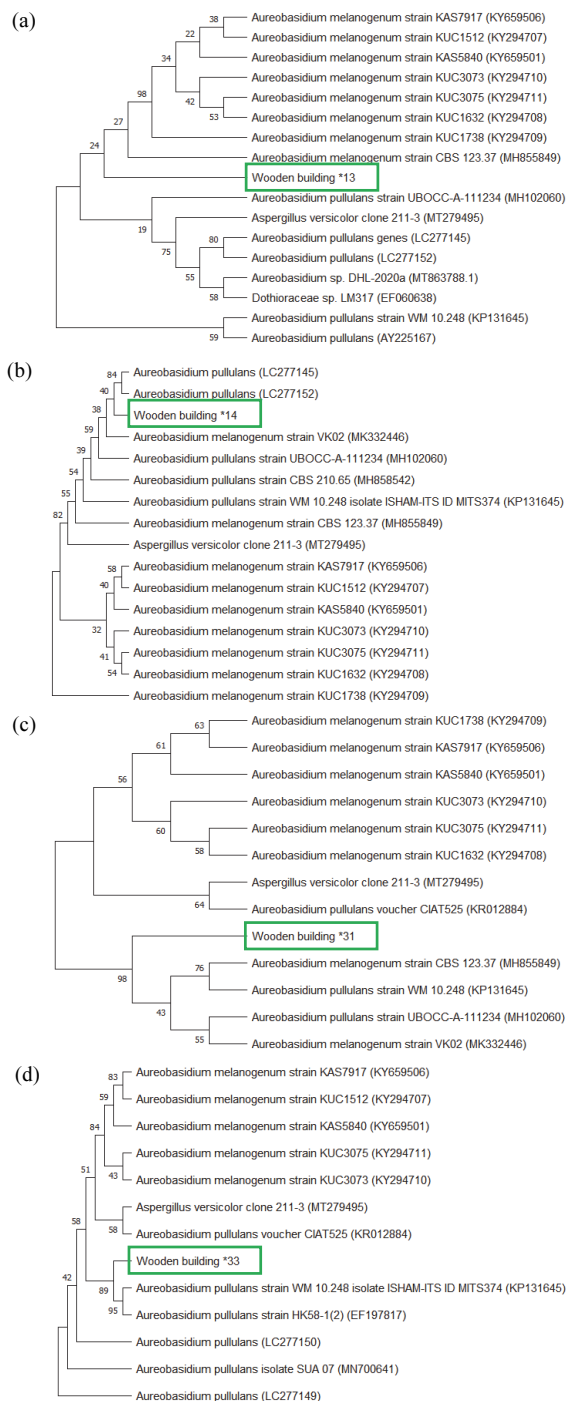 (a)
Aureobasidium melanogenum strain KAS7917 (KY659506)
38
Aureobasidium melanogenum strain KUC1512 (KY294707)
22
Aureobasidium melanogenum strain KAS5840 (KY659501)
34
Aureobasidium melanogenum strain KUC3073 (KY294710)
98
42
Aureobasidium melanogenum strain KUC3075 (KY294711)
53
Aureobasidium melanogenum strain KUC1632 (KY294708)
27
Aureobasidium melanogenum strain KUC1738 (KY294709)
24
Aureobasidium melanogenum strain CBS 123.37 (MH855849)
Wooden building *13
Aureobasidium pullulans strain UBOCC-A-111234 (MH102060)
19
Aspergillus versicolor clone 211-3 (MT279495)
75
80
Aureobasidium pullulans genes (LC277145)
Aureobasidium pullulans (LC277152)
55
Aureobasidium sp. DHL-2020a (MT863788.1)
58
Dothioraceae sp. LM317 (EF060638)
Aureobasidium pullulans strain WM 10.248 (KP131645)
59
Aureobasidium pullulans (AY225167)
(b)
84
Aureobasidium pullulans (LC277145)
40
Aureobasidium pullulans (LC277152)
38
Wooden building *14
59
Aureobasidium melanogenum strain VK02 (MK332446)
39
Aureobasidium pullulans strain UBOCC-A-111234 (MH102060)
54
Aureobasidium pullulans strain CBS 210.65 (MH858542)
55
Aureobasidium pullulans strain WM 10.248 isolate ISHAM-ITS ID MITS374 (KP131645)
82
Aureobasidium melanogenum strain CBS 123.37 (MH855849)
Aspergillus versicolor clone 211-3 (MT279495)
58
Aureobasidium melanogenum strain KAS7917 (KY659506)
40
Aureobasidium melanogenum strain KUC1512 (KY294707)
Aureobasidium melanogenum strain KAS5840 (KY659501)
32
Aureobasidium melanogenum strain KUC3073 (KY294710)
41
Aureobasidium melanogenum strain KUC3075 (KY294711)
54
Aureobasidium melanogenum strain KUC1632 (KY294708)
Aureobasidium melanogenum strain KUC1738 (KY294709)
(c)
63
Aureobasidium melanogenum strain KUC1738 (KY294709)
61
Aureobasidium melanogenum strain KAS7917 (KY659506)
56
Aureobasidium melanogenum strain KAS5840 (KY659501)
Aureobasidium melanogenum strain KUC3073 (KY294710)
60
Aureobasidium melanogenum strain KUC3075 (KY294711)
58
Aureobasidium melanogenum strain KUC1632 (KY294708)
Aspergillus versicolor clone 211-3 (MT279495)
64
Aureobasidium pullulans voucher CIAT525 (KR012884)
Wooden building *31
98
76
Aureobasidium melanogenum strain CBS 123.37 (MH855849)
Aureobasidium pullulans strain WM 10.248 (KP131645)
43
Aureobasidium pullulans strain UBOCC-A-111234 (MH102060)
55
Aureobasidium melanogenum strain VK02 (MK332446)
(d)
83
Aureobasidium melanogenum strain KAS7917 (KY659506)
59
Aureobasidium melanogenum strain KUC1512 (KY294707)
84
Aureobasidium melanogenum strain KAS5840 (KY659501)
Aureobasidium melanogenum strain KUC3075 (KY294711)
51
43
Aureobasidium melanogenum strain KUC3073 (KY294710)
Aspergillus versicolor clone 211-3 (MT279495)
58
58
Aureobasidium pullulans voucher CIAT525 (KR012884)
Wooden building *33
42
89
Aureobasidium pullulans strain WM 10.248 isolate ISHAM-ITS ID MITS374 (KP131645)
95
Aureobasidium pullulans strain HK58-1(2) (EF197817)
Aureobasidium pullulans (LC277150)
Aureobasidium pullulans isolate SUA 07 (MN700641)
Aureobasidium pullulans (LC277149)